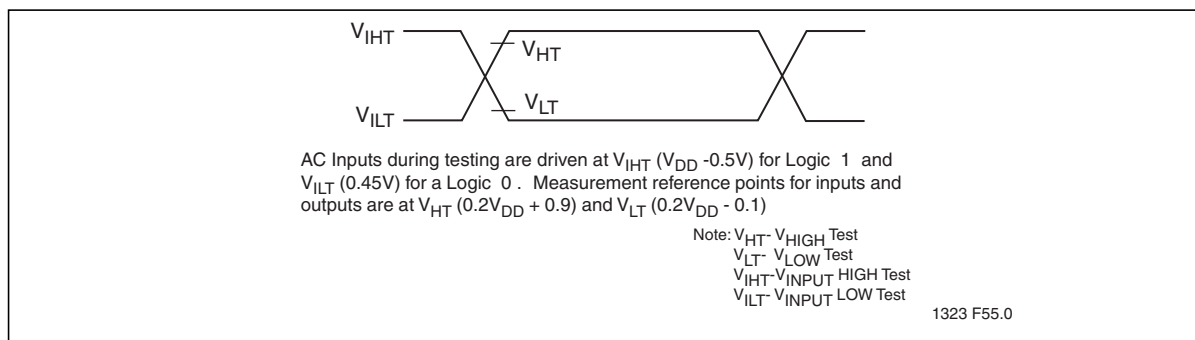 VIHT
VHT
VLT
VILT
AC Inputs during testing are driven at VIHT (VDD -0.5V) for Logic 1 and
VILT (0.45V) for a Logic 0 . Measurement reference points for inputs and
outputs are at VHT (0.2VDD + 0.9) and VLT (0.2VDD - 0.1)
Note: VHT- VHIGH Test
VLT- VLOW Test
VIHT-VINPUT HIGH Test
VILT- VINPUT LOW Test
1323 F55.0